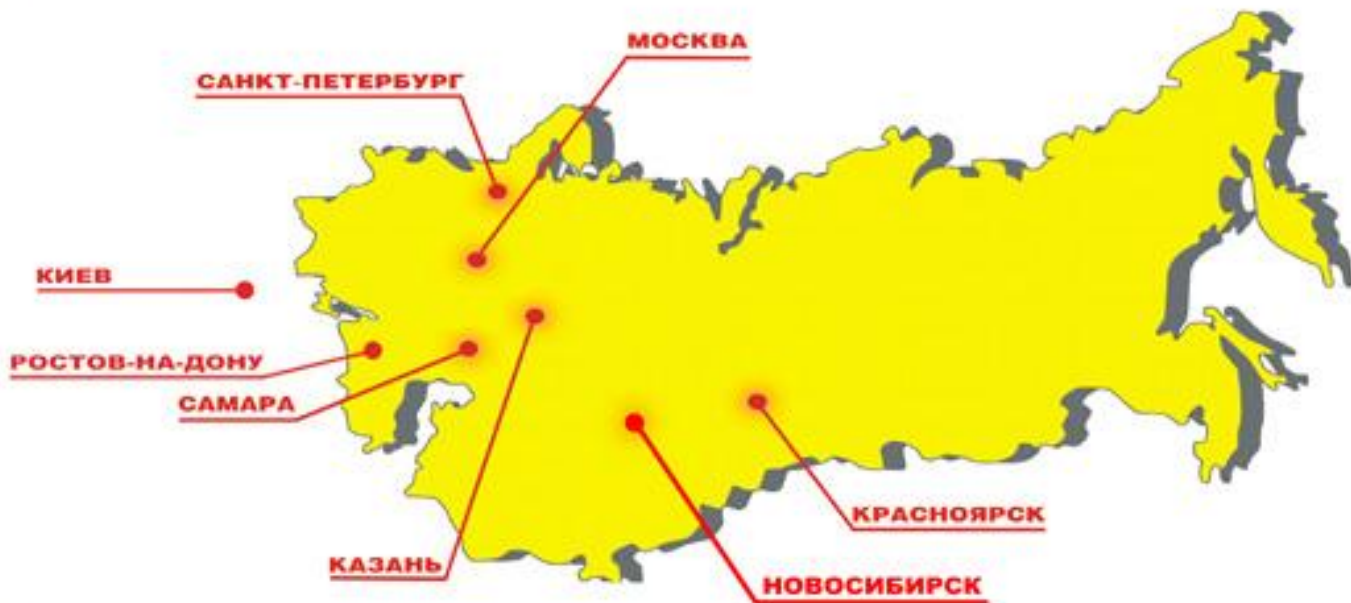 МОСКВА
САНКТ-ПЕТЕРБУРГ
КИЕВ
РОСТОВ-НА-ДОНУ
САМАРА
КРАСНОЯРСК
КАЗАНЬ
НОВОСИБИРСК